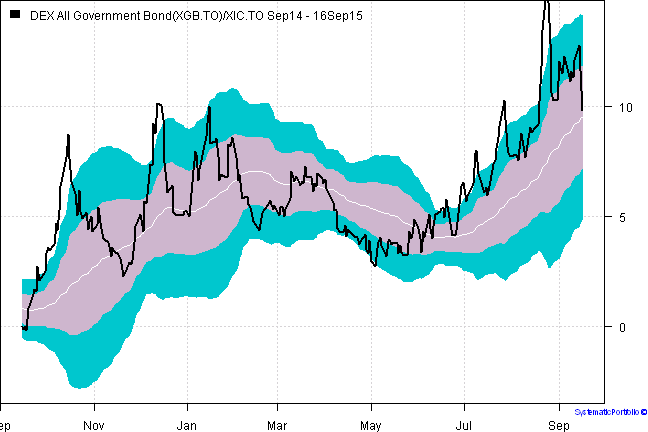 DEX All Government Bond(XGB.TO)/XIC.TO Sep14 - 16Sep15
10
5
0
ep Nov Jan Mar May Jul Sep
SystematicPortfolio ©